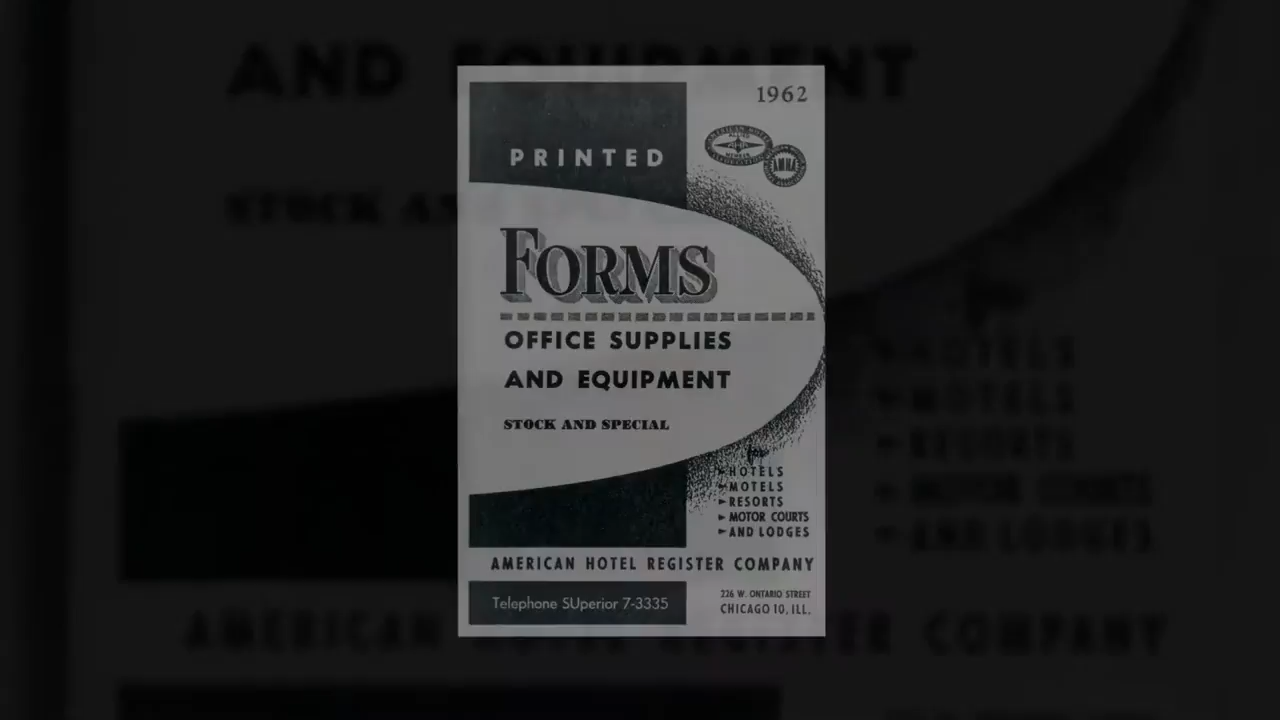 1962
PRINTED
FORMS
OFFICE SUPPLIES
AND EQUIPMENT
STOCK AND SPECIAL
for
HOTELS
MOTELS
RESORTS
MOTOR COURTS
AND LODGES
AMERICAN HOTEL REGISTER COMPANY
Telephone SUperior 7-3335
226 W. ONTARIO STREET
CHICAGO 10, ILL.